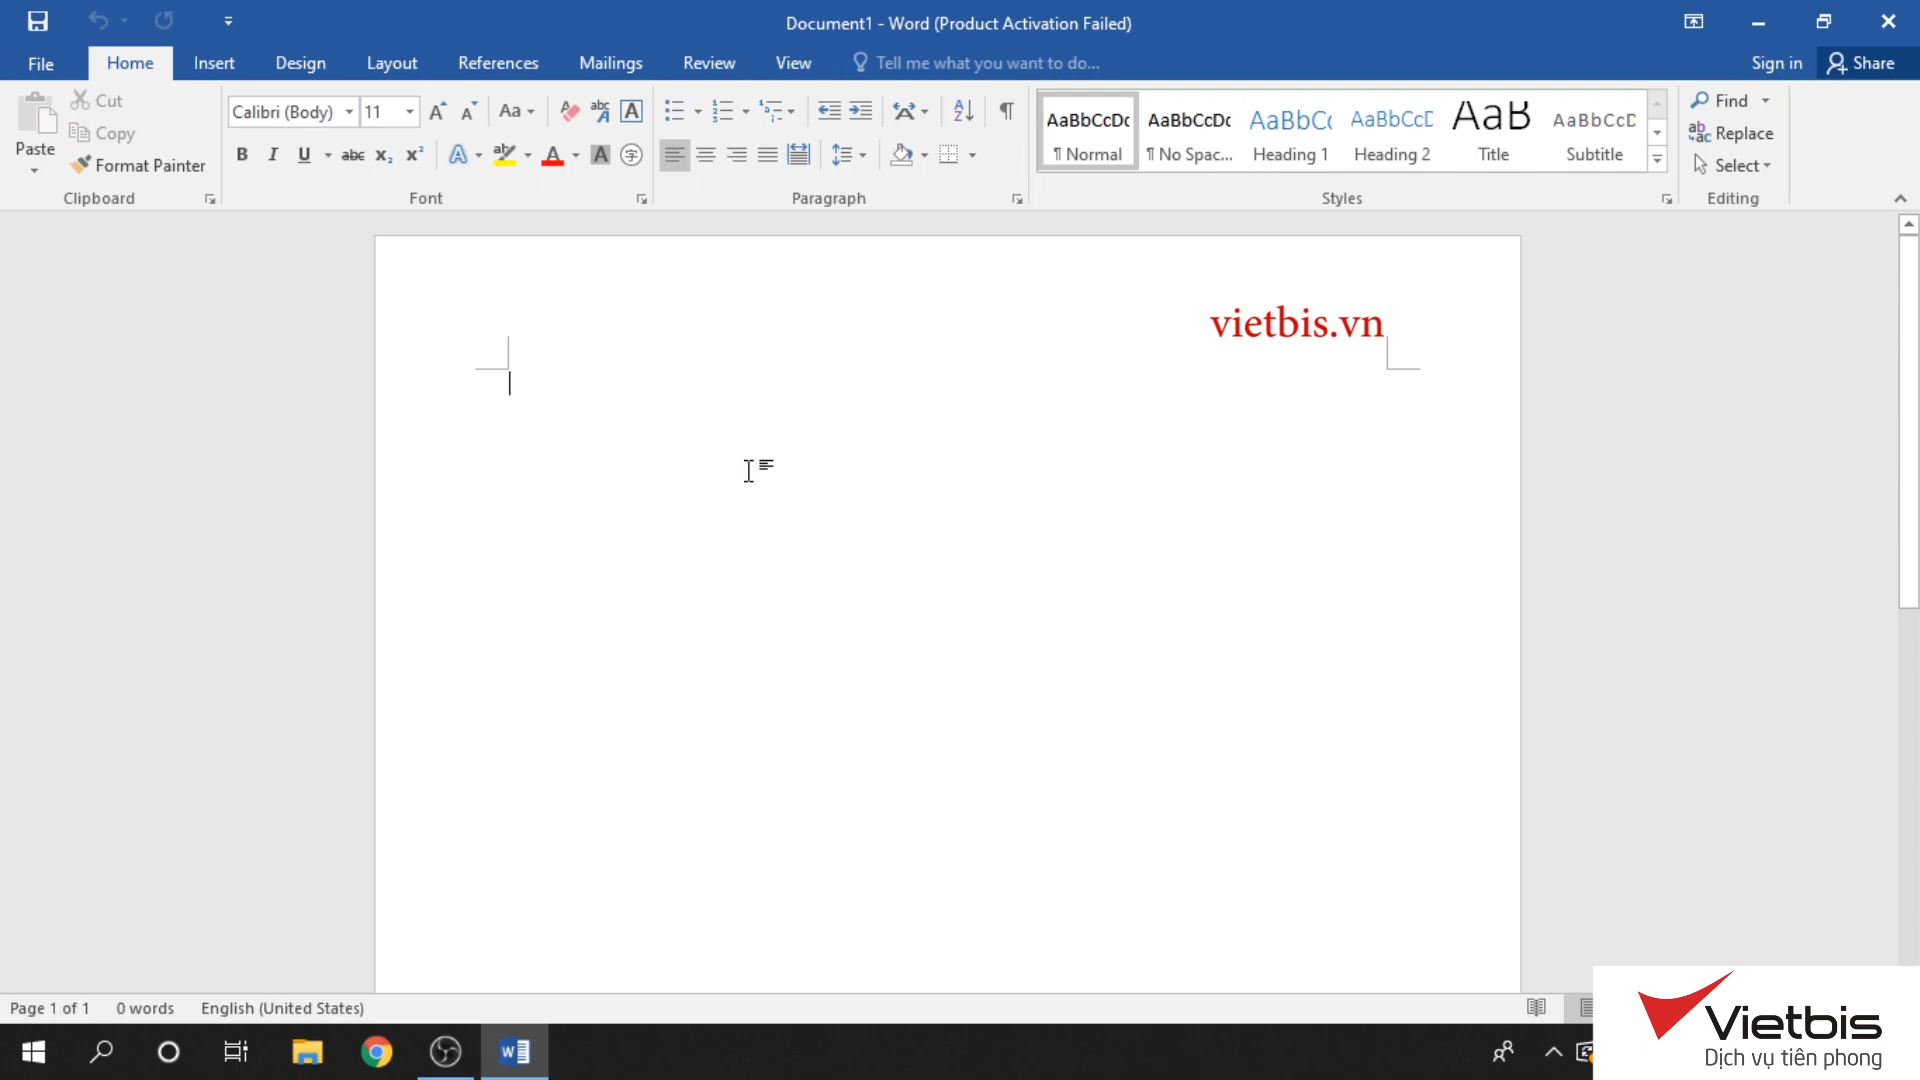 Document1 - Word (Product Activation Failed)
File Home Insert Design Layout References Mailings Review View Tell me what you want to do... Sign in Share
Paste
Cut
Copy
Format Painter
Clipboard
Calibri (Body) 11
Font
Paragraph
AaBbCcDc AaBbCcDc AaBbCc AaBbCcD AaB AaBbCcD
¶ Normal ¶ No Spac... Heading 1 Heading 2 Title Subtitle
Styles
Find
Replace
Select
Editing
vietbis.vn
Page 1 of 1 0 words English (United States)
Vietbis
Dịch vụ tiên phong